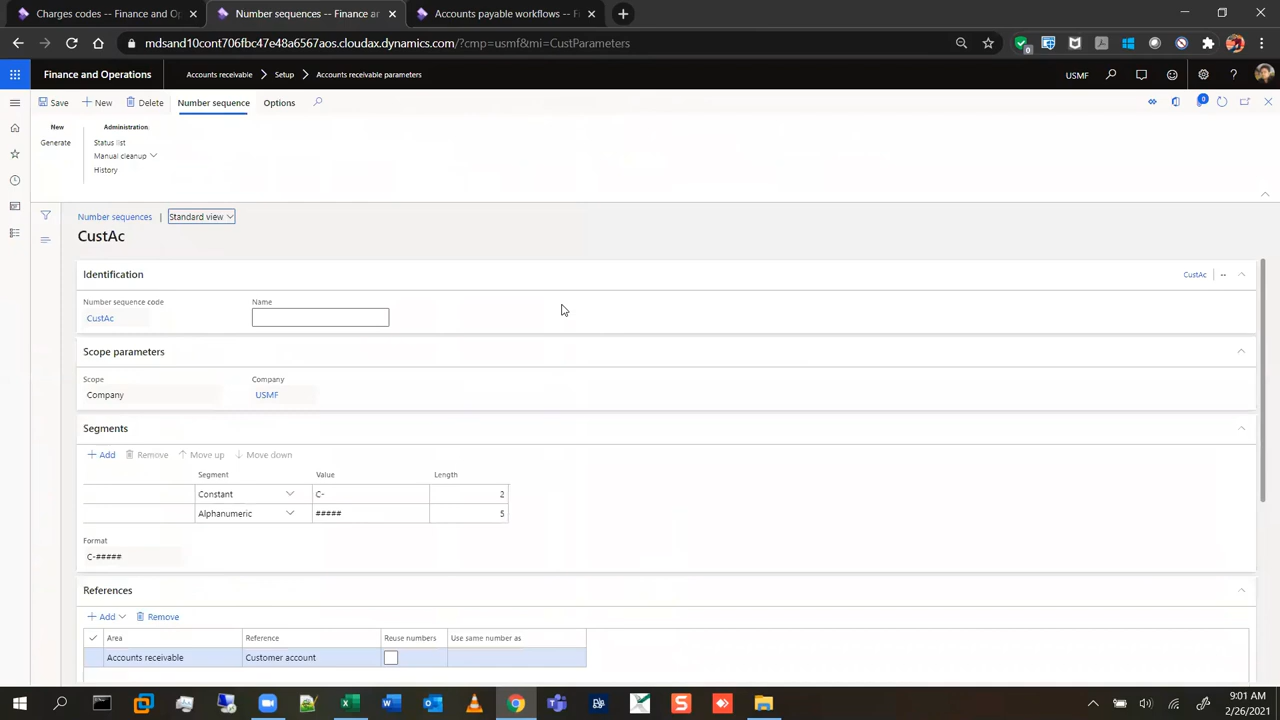 Charges codes -- Finance and Op
Number sequences -- Finance ar
Accounts payable workflows -- Fi
mdsand10cont706fbc47e48a6567aos.cloudax.dynamics.com/?cmp=usmf&mi=CustParameters
0
Finance and Operations
Accounts receivable > Setup > Accounts receivable parameters
USMF
Save
New
Delete
Number sequence
Options
0
New
Administration
Generate
Status list
Manual cleanup
History
Number sequences | Standard view
CustAc
Identification
CustAc
--
Number sequence code
Name
CustAc
Scope parameters
Scope
Company
Company
USMF
Segments
Add
Remove
Move up
Move down
Segment
Value
Length
Constant
C-
2
Alphanumeric
#####
5
Format
C-#####
References
Add
Remove
Area
Reference
Reuse numbers
Use same number as
Accounts receivable
Customer account
9:01 AM
2/26/2021